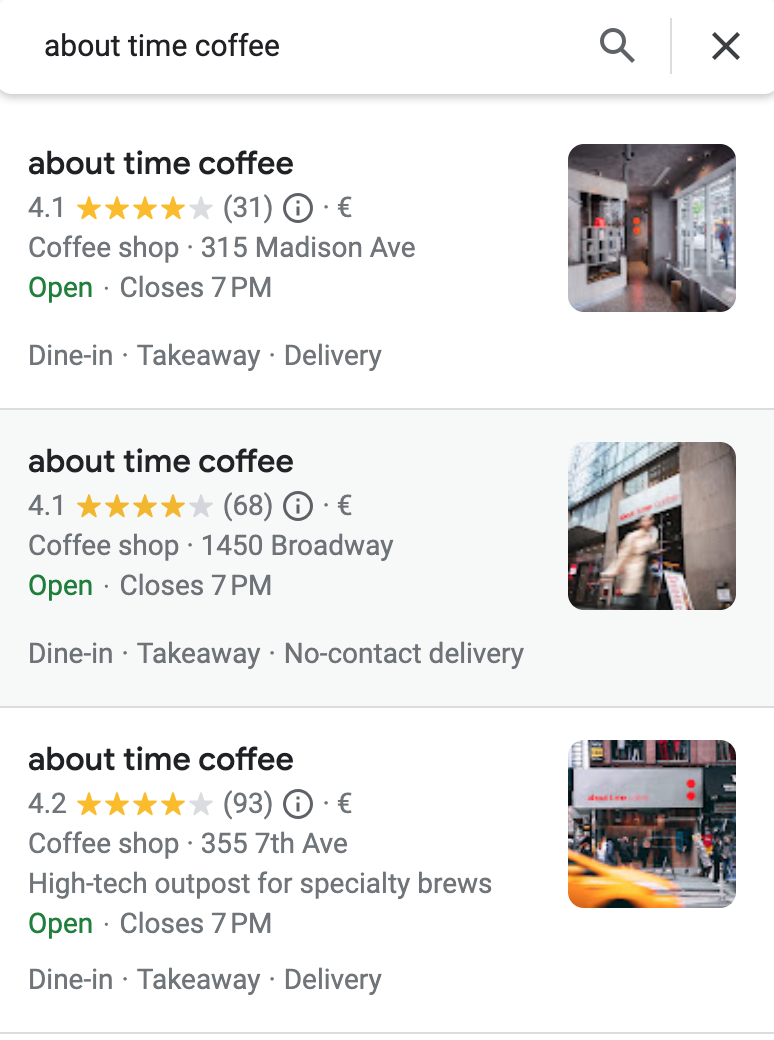 about time coffee
about time coffee
4.1 (31) · €
Coffee shop · 315 Madison Ave
Open · Closes 7 PM
Dine-in · Takeaway · Delivery
about time coffee
4.1 (68) · €
Coffee shop · 1450 Broadway
Open · Closes 7 PM
Dine-in · Takeaway · No-contact delivery
about time coffee
4.2 (93) · €
Coffee shop · 355 7th Ave
High-tech outpost for specialty brews
Open · Closes 7 PM
Dine-in · Takeaway · Delivery